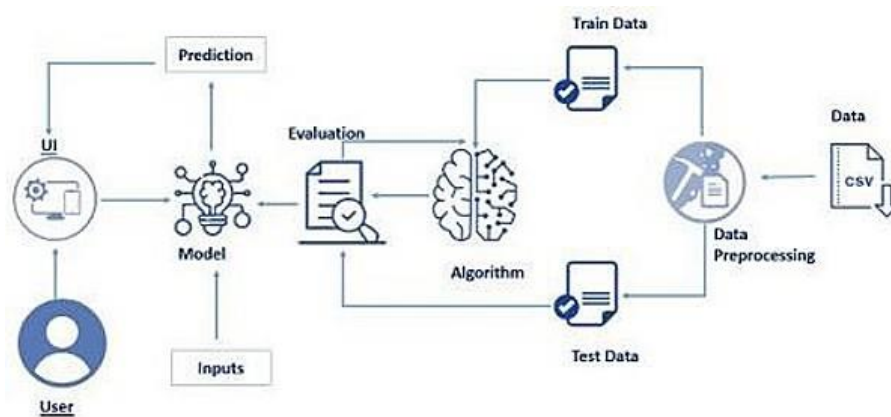 Train Data
Prediction
Evaluation
Data
UI
CSV
Model
Algorithm
Data
Preprocessing
Inputs
Test Data
User